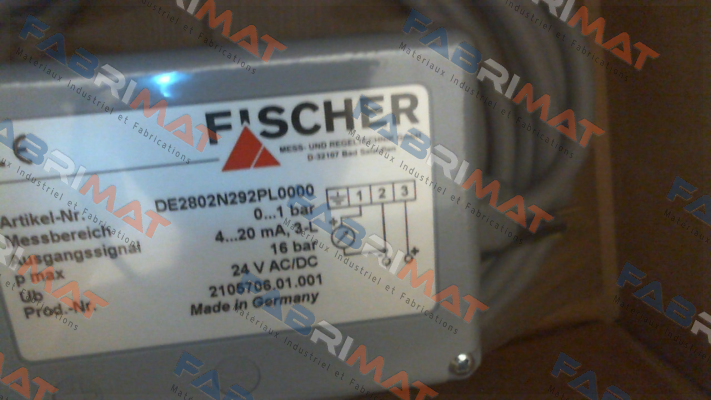 FISCHER
MESS- UND REGELTECHNIK
D-32107 Bad Salzuflen
CE
Artikel-Nr. DE2802N292PL0000
Messbereich 0...1 bar
Ausgangssignal 4...20 mA, 3-L
p max 16 bar
Üb 24 V AC/DC
Prod.-Nr. 2105706.01.001
Made in Germany
1 2 3
I
+
FABRIMAT
Materiaux Industriel et Fabrications